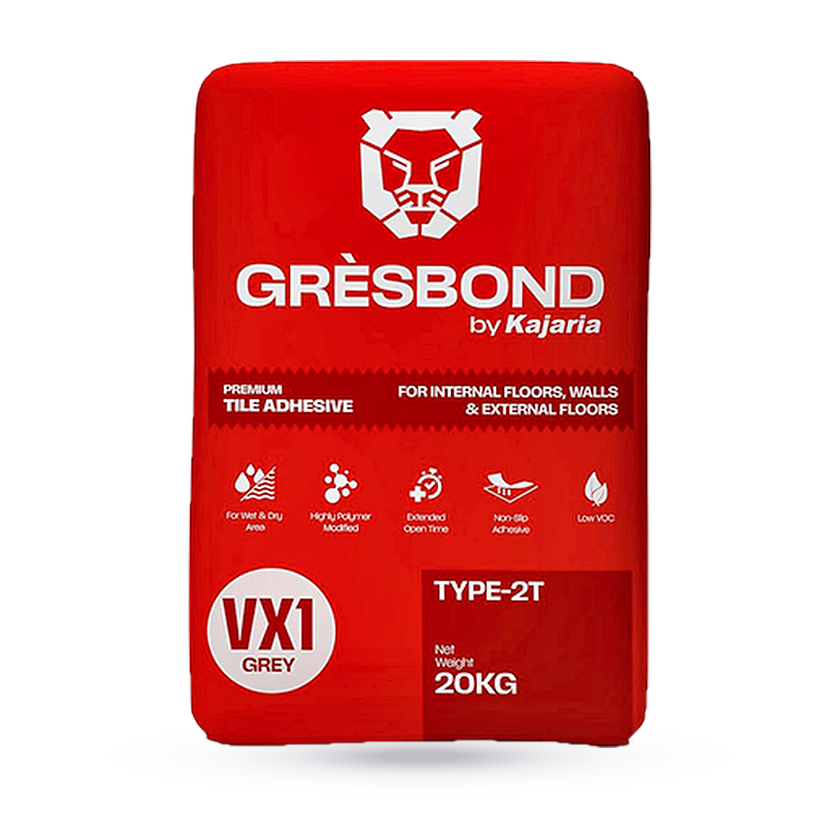 GRÈSBOND
by Kajaria
PREMIUM
TILE ADHESIVE
FOR INTERNAL FLOORS, WALLS
& EXTERNAL FLOORS
For Wet & Dry
Area
Highly Polymer
Modified
Extended
Open Time
Non-Slip
Adhesive
Low VOC
VX1
GREY
TYPE-2T
Net
Weight
20KG